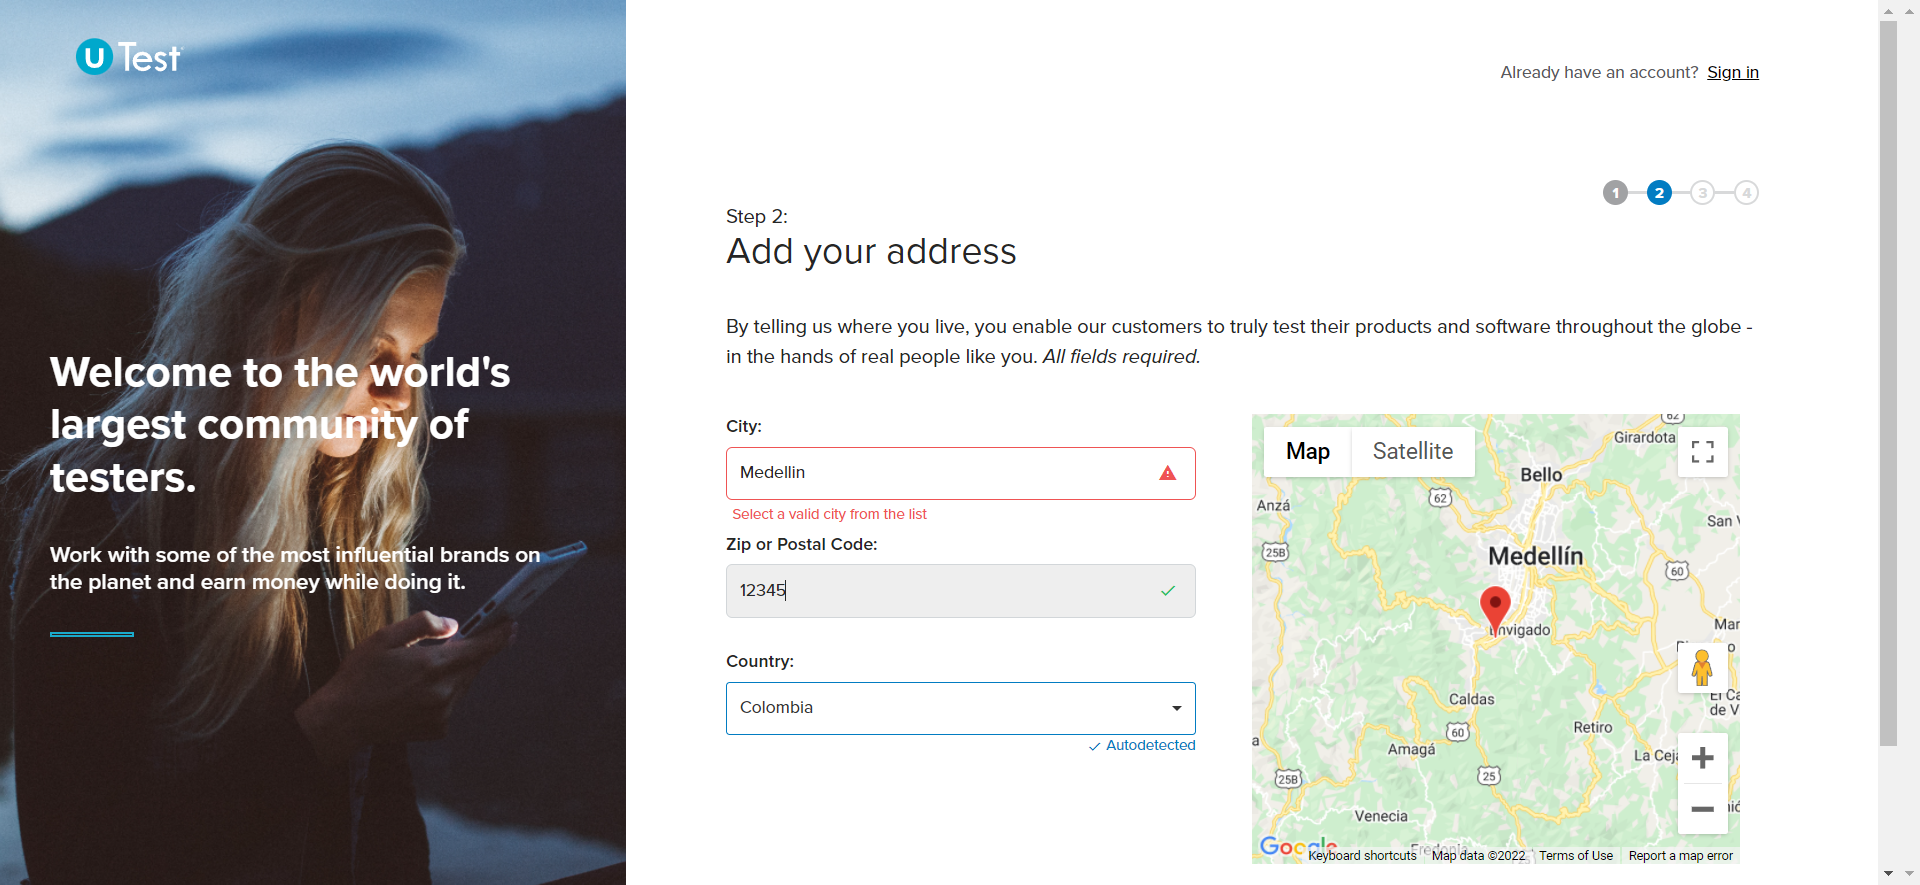 U Test
Welcome to the world's
largest community of
testers.
Work with some of the most influential brands on
the planet and earn money while doing it.
Already have an account? Sign in
1 2 3 4
Step 2:
Add your address
By telling us where you live, you enable our customers to truly test their products and software throughout the globe -
in the hands of real people like you. All fields required.
City:
Medellin
Select a valid city from the list
Zip or Postal Code:
12345
Country:
Colombia
Autodetected
Map Satellite
62
Girardota
Bello
62
Anzá
San
25B
Medellín
60
Envigado
Mar
Caldas
El Ca
de V
Retiro
60
Amagá
La Ceja
25
25B
Venecia
Google
Fredonia
Keyboard shortcuts Map data ©2022 Terms of Use Report a map error